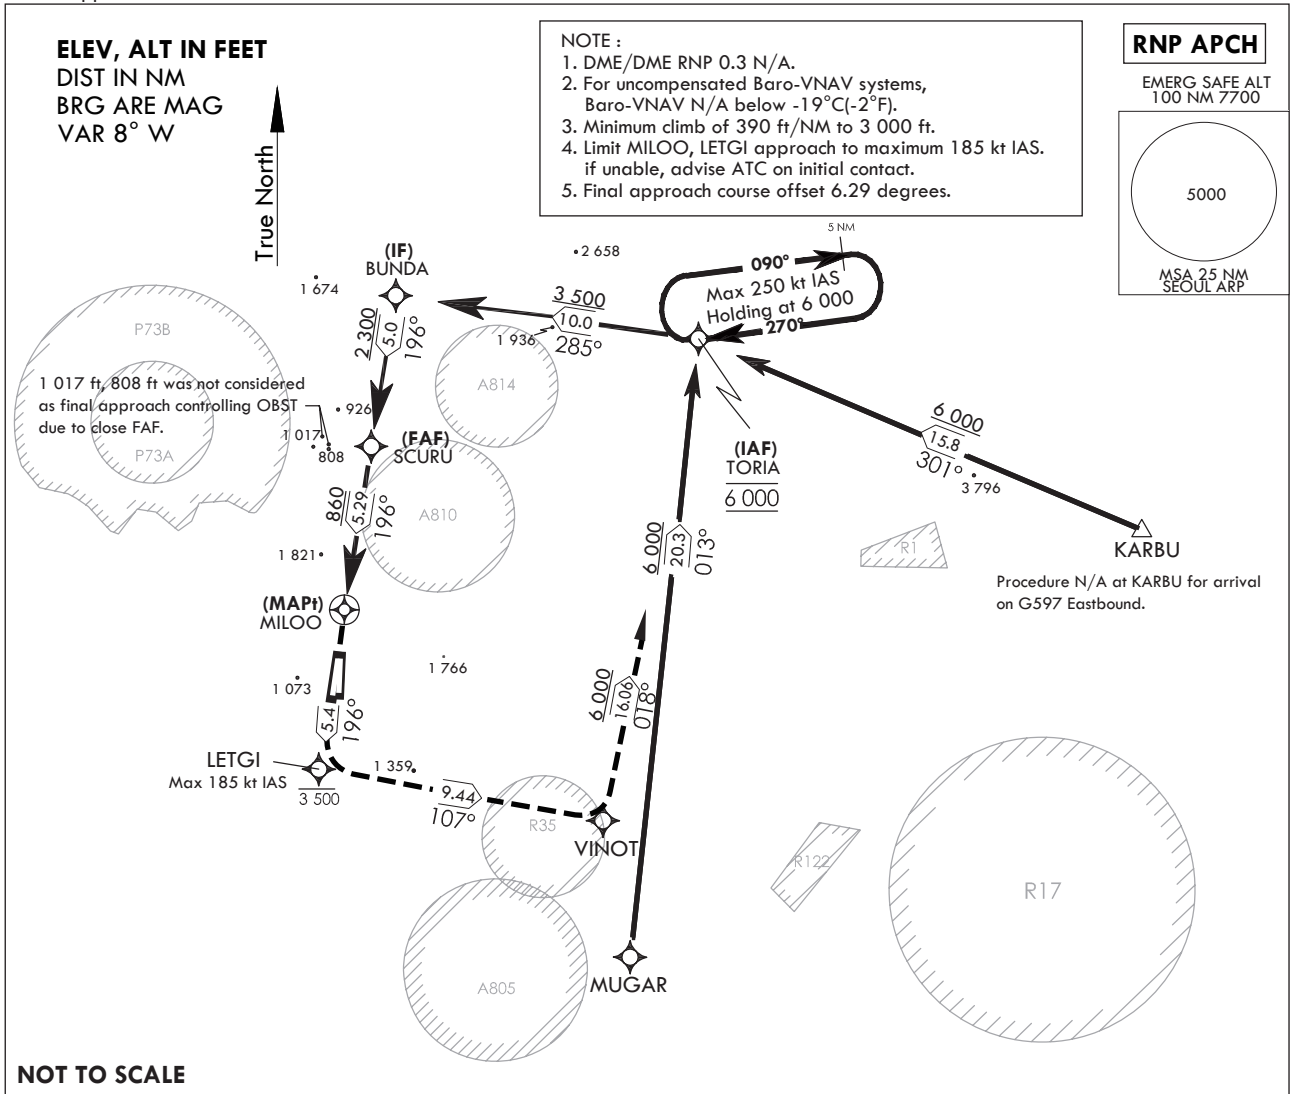 ELEV, ALT IN FEET
DIST IN NM
BRG ARE MAG
VAR 8° W
True North
NOTE :
1. DME/DME RNP 0.3 N/A.
2. For uncompensated Baro-VNAV systems,
Baro-VNAV N/A below -19°C(-2°F).
3. Minimum climb of 390 ft/NM to 3 000 ft.
4. Limit MILOO, LETGI approach to maximum 185 kt IAS.
if unable, advise ATC on initial contact.
5. Final approach course offset 6.29 degrees.
RNP APCH
EMERG SAFE ALT
100 NM 7700
5000
MSA 25 NM
SEOUL ARP
5 NM
090°
Max 250 kt IAS
Holding at 6 000
270°
2 658
(IF)
BUNDA
1 674
3 500
10.0
285°
1 936
2 300
5.0
196°
P73B
P73A
1 017 ft, 808 ft was not considered
as final approach controlling OBST
due to close FAF.
926
1 017
808
(FAF)
SCURU
A814
(IAF)
TORIA
6 000
6 000
15.8
301°
3 796
KARBU
Procedure N/A at KARBU for arrival
on G597 Eastbound.
R1
860
5.29
196°
A810
1 821
6 000
20.3
013°
(MAPt)
MILOO
1 766
1 073
6 000
16.06
018°
5.4
196°
LETGI
Max 185 kt IAS
3 500
1 359
9.44
107°
R35
VINOT
R122
R17
MUGAR
A805
NOT TO SCALE